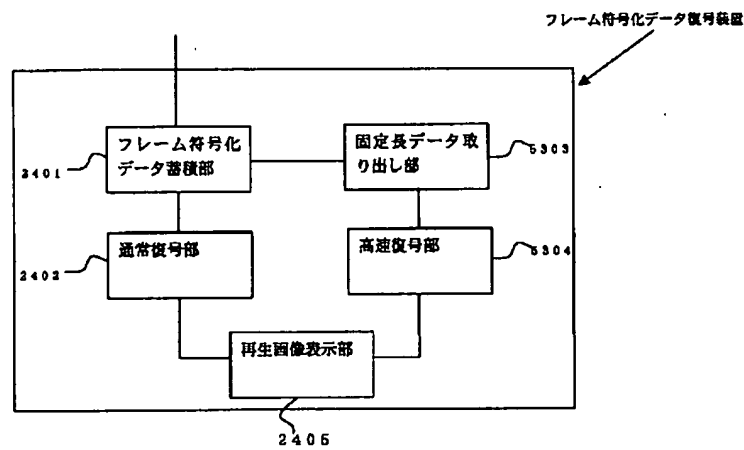 フレーム符号化データ復号装置
フレーム符号化
データ蓄積部
固定長データ取
り出し部
2401
5303
通常復号部
高速復号部
2402
5304
再生画像表示部
2405